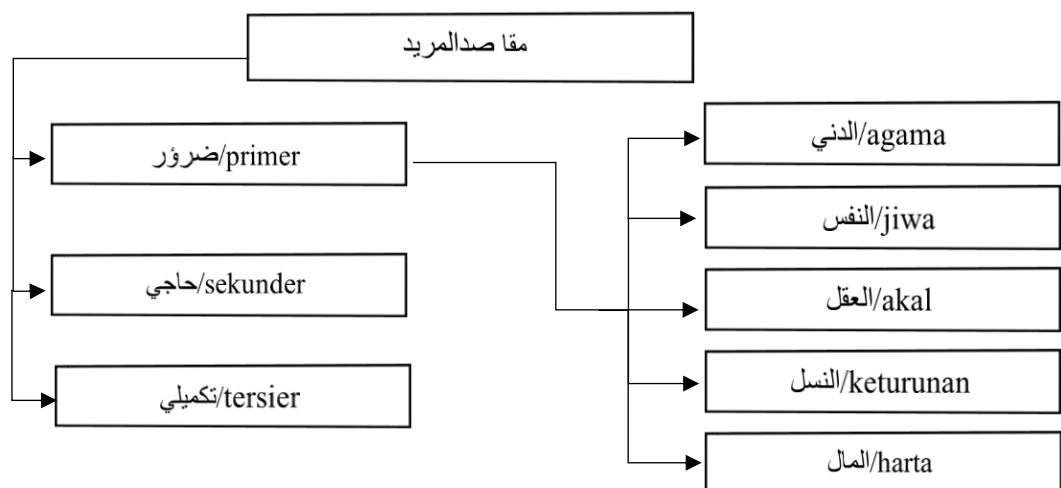 مقا صدالمريد
ضرؤر/primer
حاجي/sekunder
تكميلي/tersier
الدني/agama
النفس/jiwa
العقل/akal
النسل/keturunan
المال/harta